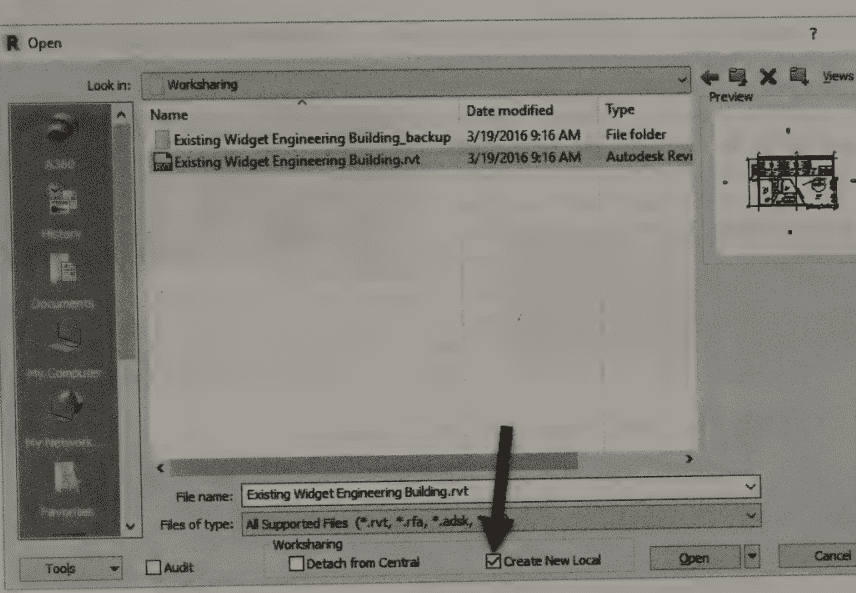 R Open ?
Look in: Worksharing
Views
Preview
Name Date modified Type
Existing Widget Engineering Building_backup 3/19/2016 9:16 AM File folder
Existing Widget Engineering Building.rvt 3/19/2016 9:16 AM Autodesk Revi
A360
History
Documents
My Computer
My Network...
Favorites
File name: Existing Widget Engineering Building.rvt
Files of type: All Supported Files (*.rvt, *.rfa, *.adsk,
Worksharing
Tools Audit Detach from Central Create New Local Open Cancel